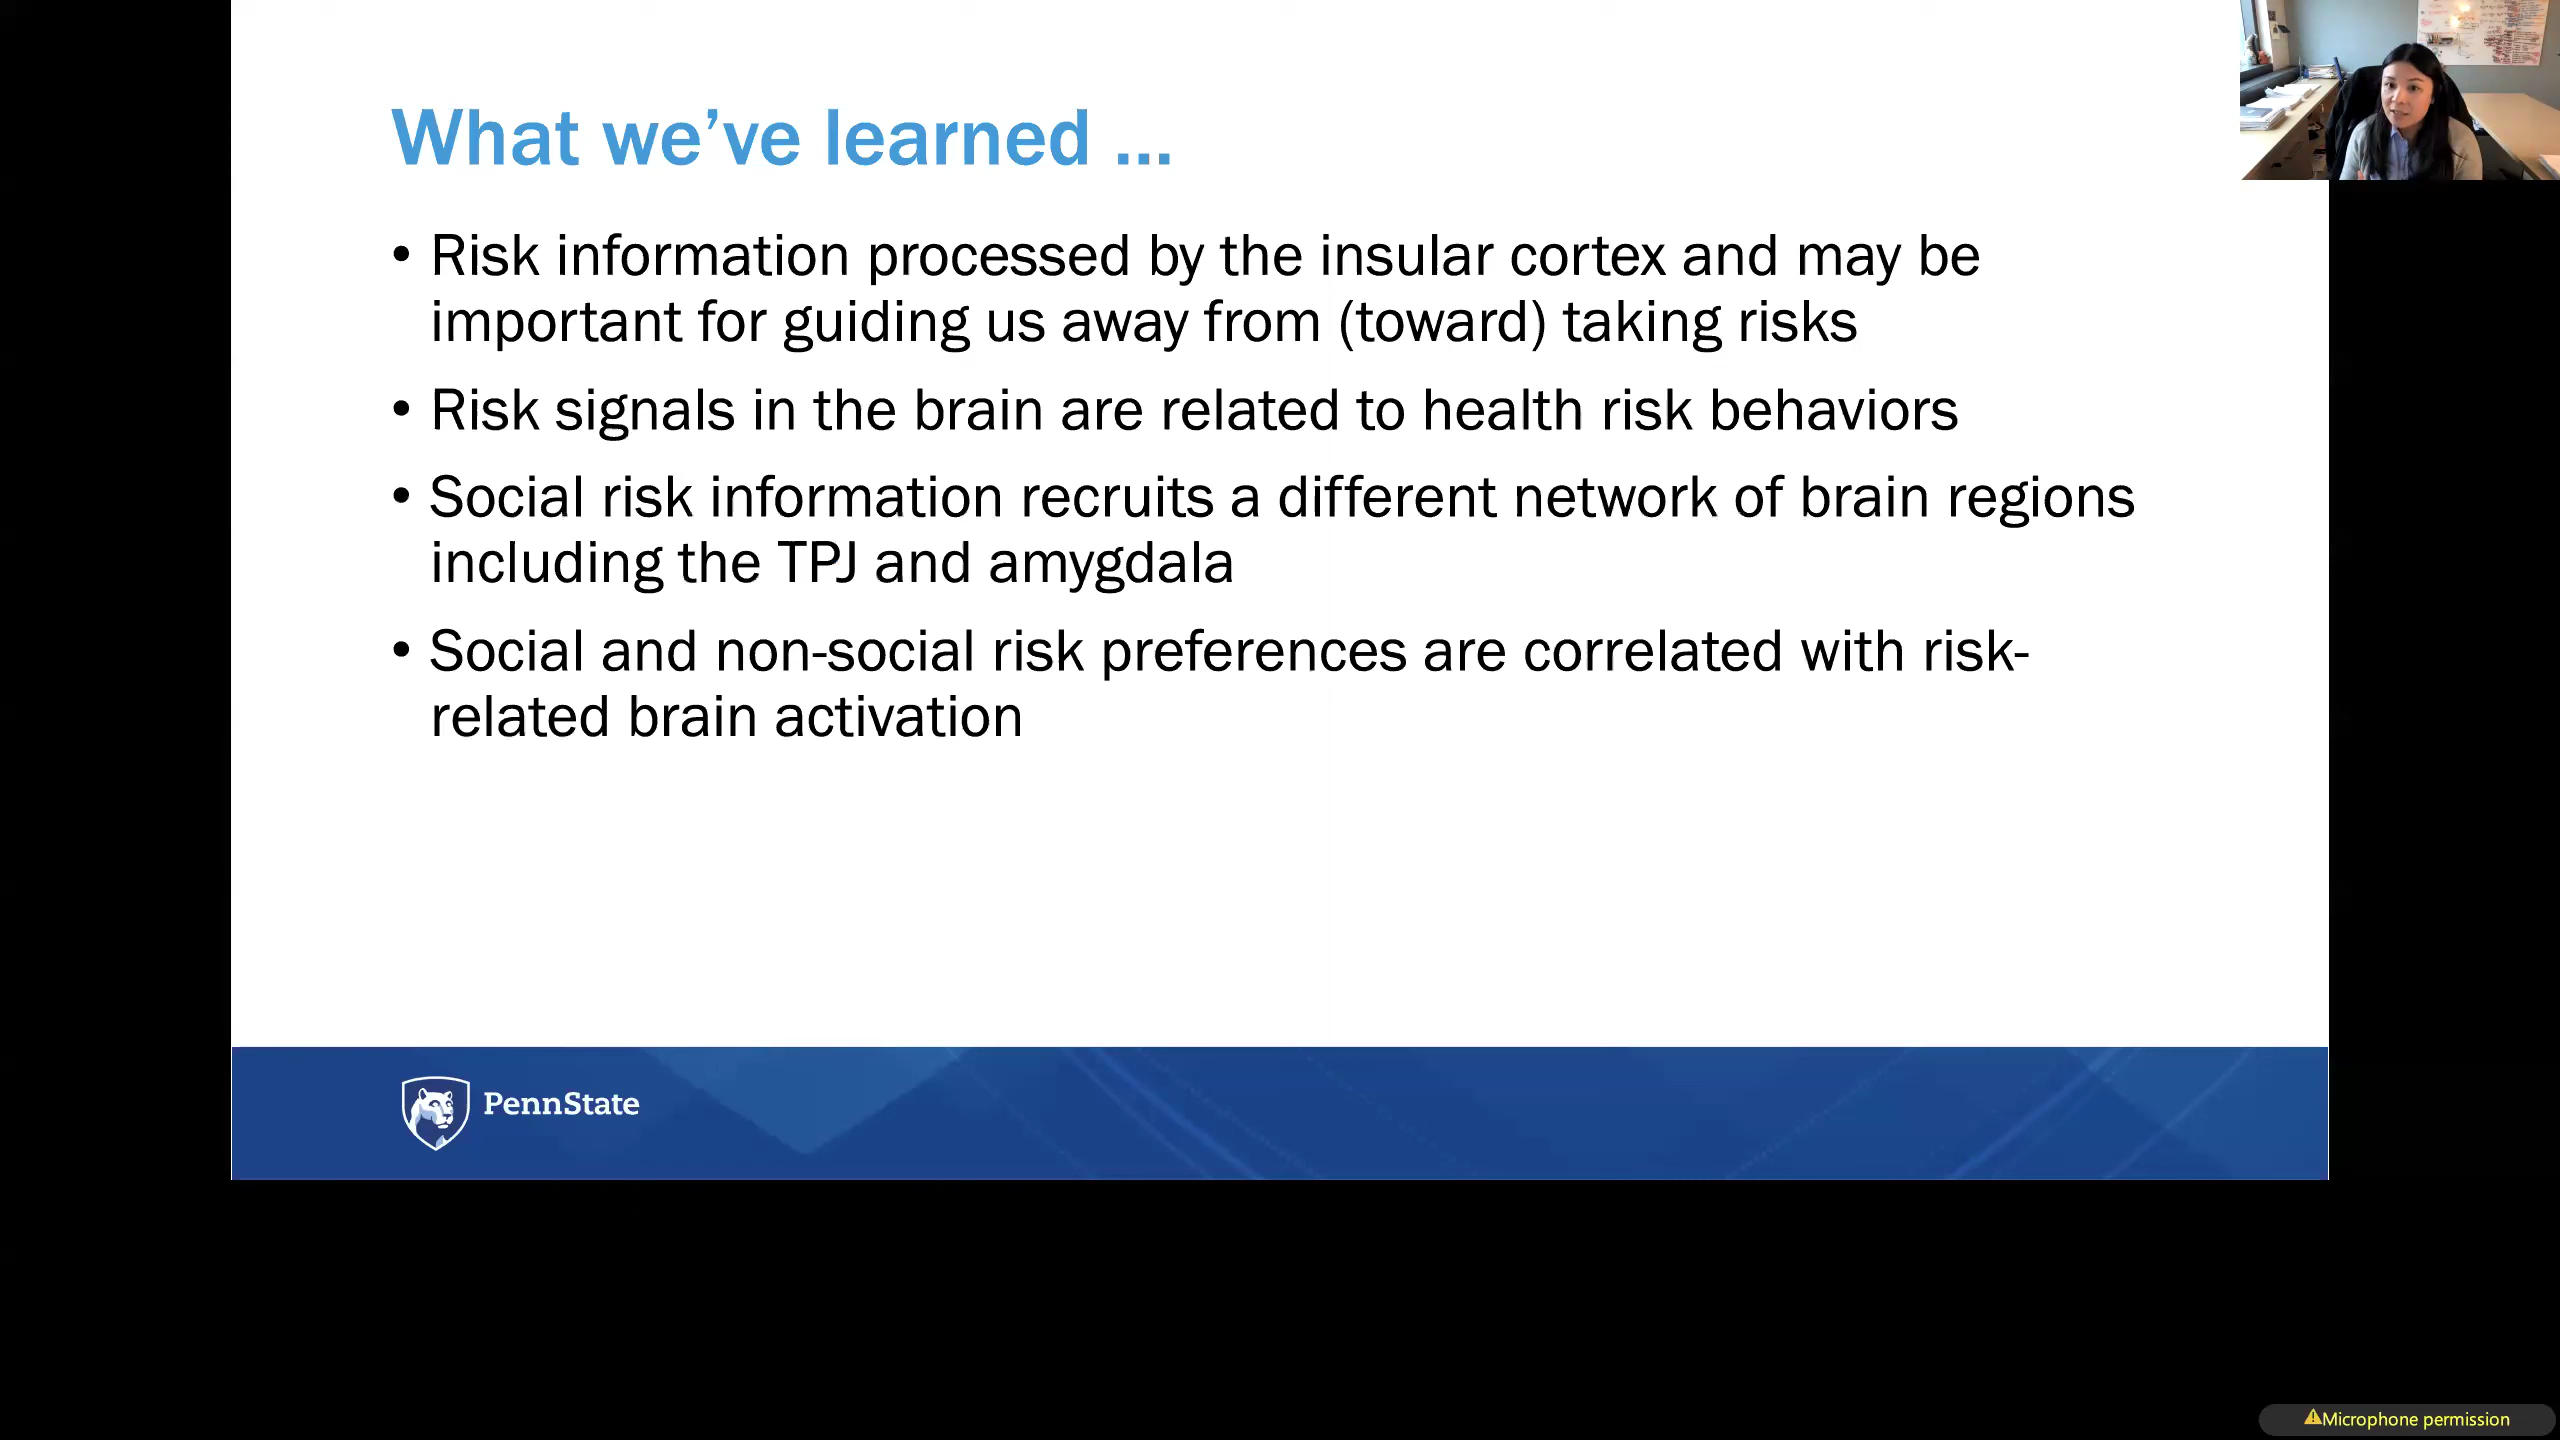 What we’ve learned ...
• Risk information processed by the insular cortex and may be
important for guiding us away from (toward) taking risks
• Risk signals in the brain are related to health risk behaviors
• Social risk information recruits a different network of brain regions
including the TPJ and amygdala
• Social and non-social risk preferences are correlated with risk-
related brain activation
PennState
Microphone permission